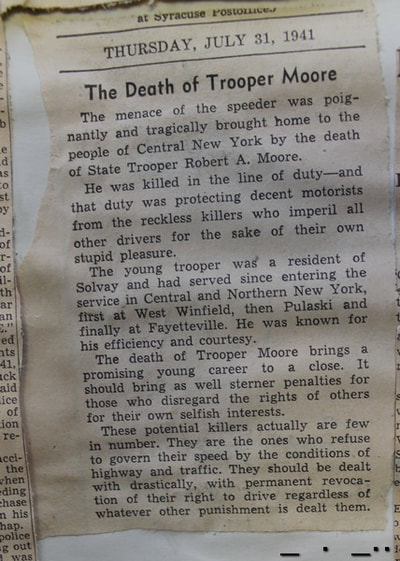 at Syracuse
THURSDAY, JULY 31, 1941
The Death of Trooper Moore
The menace of the speeder was poig-
nantly and tragically brought home to the
people of Central New York by the death
of State Trooper Robert A. Moore.
He was killed in the line of duty—and
that duty was protecting decent motorists
from the reckless killers who imperil all
other drivers for the sake of their own
stupid pleasure.
The young trooper was a resident of
Solvay and had served since entering the
service in Central and Northern New York,
first at West Winfield, then Pulaski and
finally at Fayetteville. He was known for
his efficiency and courtesy.
The death of Trooper Moore brings a
promising young career to a close. It
should bring as well sterner penalties for
those who disregard the rights of others
for their own selfish interests.
These potential killers actually are few
in number. They are the ones who refuse
to govern their speed by the conditions of
highway and traffic. They should be dealt
with drastically, with permanent revoca-
tion of their right to drive regardless of
whatever other punishment is dealt them.